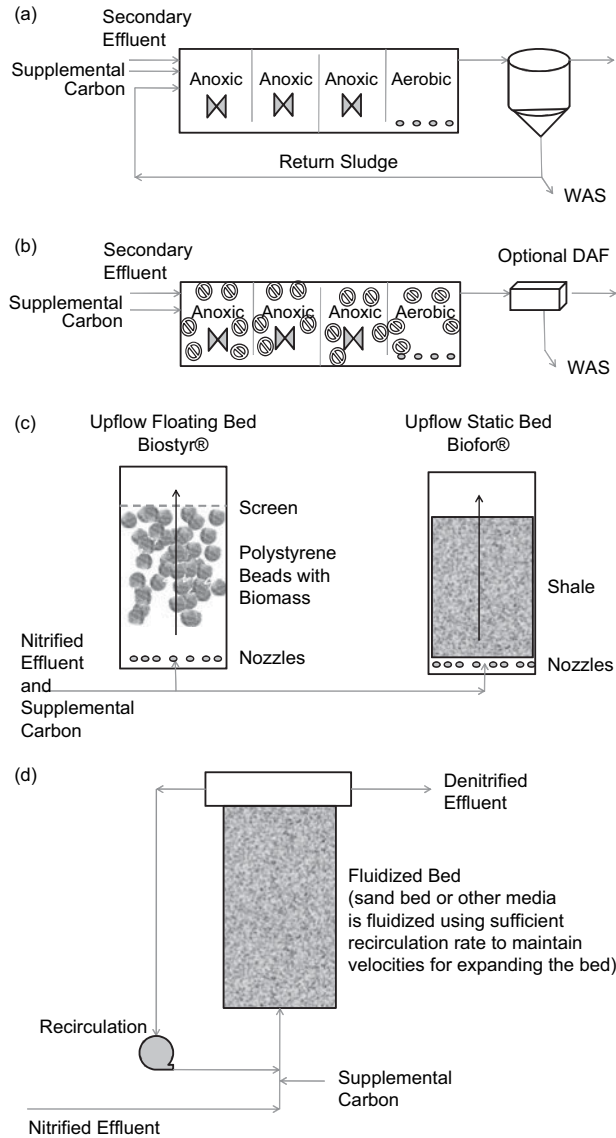 (a)
Secondary
Effluent
Supplemental
Carbon
Anoxic
Anoxic
Anoxic
Aerobic
Return Sludge
WAS
(b)
Secondary
Effluent
Supplemental
Carbon
Optional DAF
Anoxic
Anoxic
Anoxic
Aerobic
WAS
(c)
Upflow Floating Bed
Biostyr®
Upflow Static Bed
Biofor®
Screen
Polystyrene
Beads with
Biomass
Shale
Nozzles
Nozzles
Nitrified
Effluent
and
Supplemental
Carbon
(d)
Denitrified
Effluent
Fluidized Bed
(sand bed or other media
is fluidized using sufficient
recirculation rate to maintain
velocities for expanding the bed)
Recirculation
Supplemental
Carbon
Nitrified Effluent